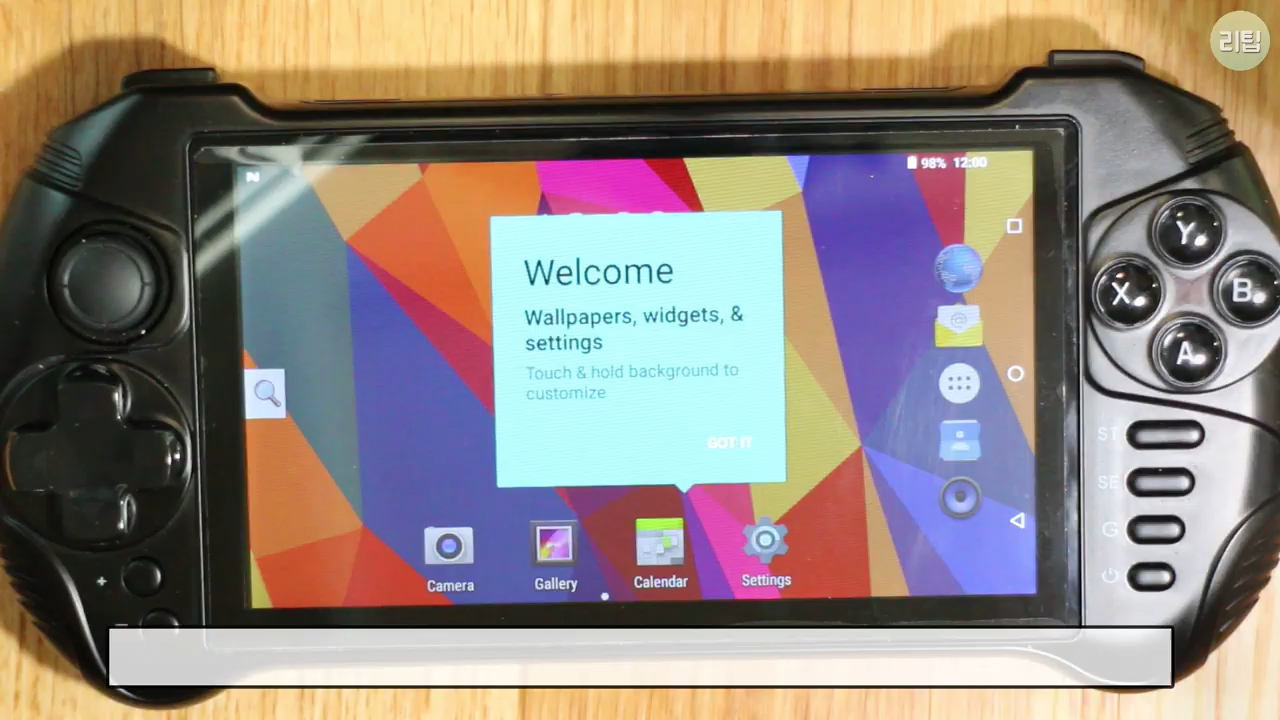 리팁
98% 12:00
N
Welcome
Wallpapers, widgets, &
settings
Touch & hold background to
customize
GOT IT
Camera
Gallery
Calendar
Settings
Y
X
B
A
ST
SE
G
+
−